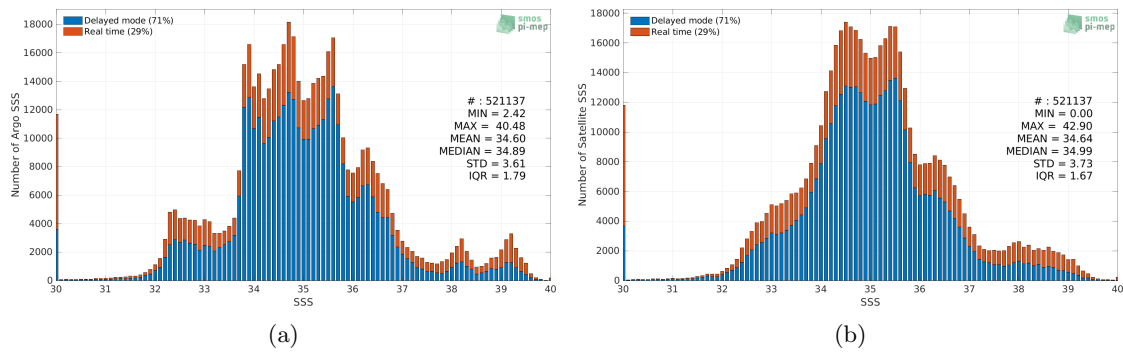 Delayed mode (71%)
Real time (29%)
smos
pi-mep
18000
16000
14000
12000
10000
8000
6000
4000
2000
0
Number of Argo SSS
# : 521137
MIN = 2.42
MAX = 40.48
MEAN = 34.60
MEDIAN = 34.89
STD = 3.61
IQR = 1.79
30 31 32 33 34 35 36 37 38 39 40
SSS
(a)
Delayed mode (71%)
Real time (29%)
smos
pi-mep
18000
16000
14000
12000
10000
8000
6000
4000
2000
0
Number of Satellite SSS
# : 521137
MIN = 0.00
MAX = 42.90
MEAN = 34.64
MEDIAN = 34.99
STD = 3.73
IQR = 1.67
30 31 32 33 34 35 36 37 38 39 40
SSS
(b)